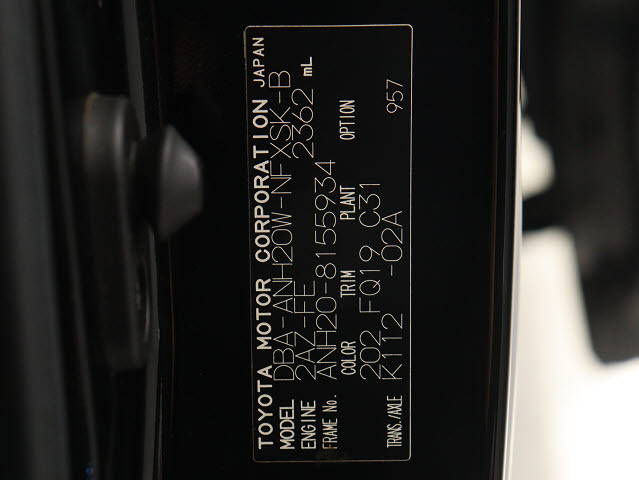 TOYOTA MOTOR CORPORATION JAPAN
MODEL DBA-ANH20W-NFXSK-B
ENGINE 2AZ-FE 2362 mL
FRAME No. ANH20-8155934
COLOR TRIM PLANT OPTION
202 FQ19 C31
TRANS./AXLE K112 -02A 957